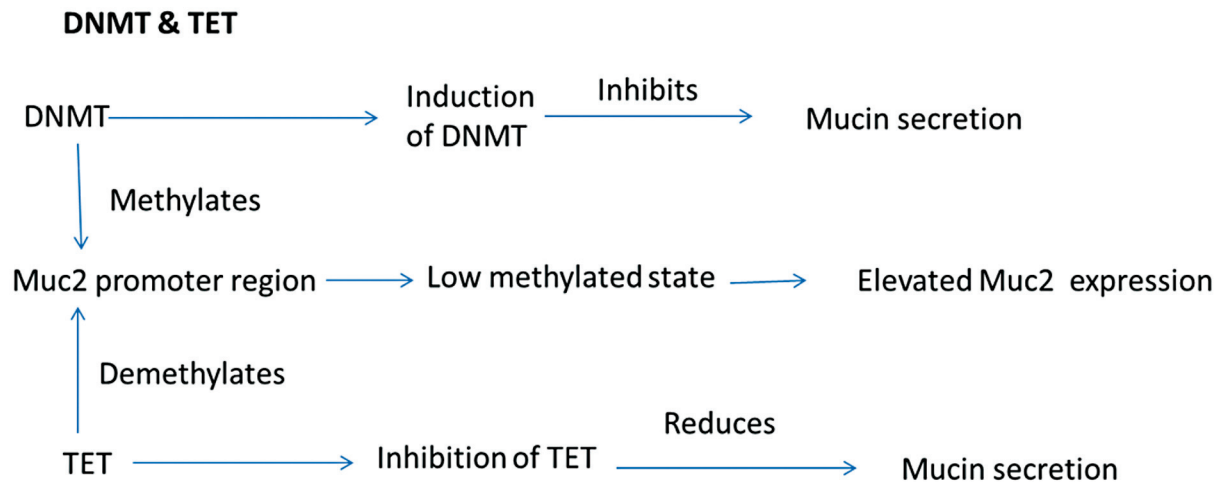 DNMT & TET
DNMT
Induction
of DNMT
Inhibits
Mucin secretion
Methylates
Muc2 promoter region
Low methylated state
Elevated Muc2 expression
Demethylates
TET
Inhibition of TET
Reduces
Mucin secretion